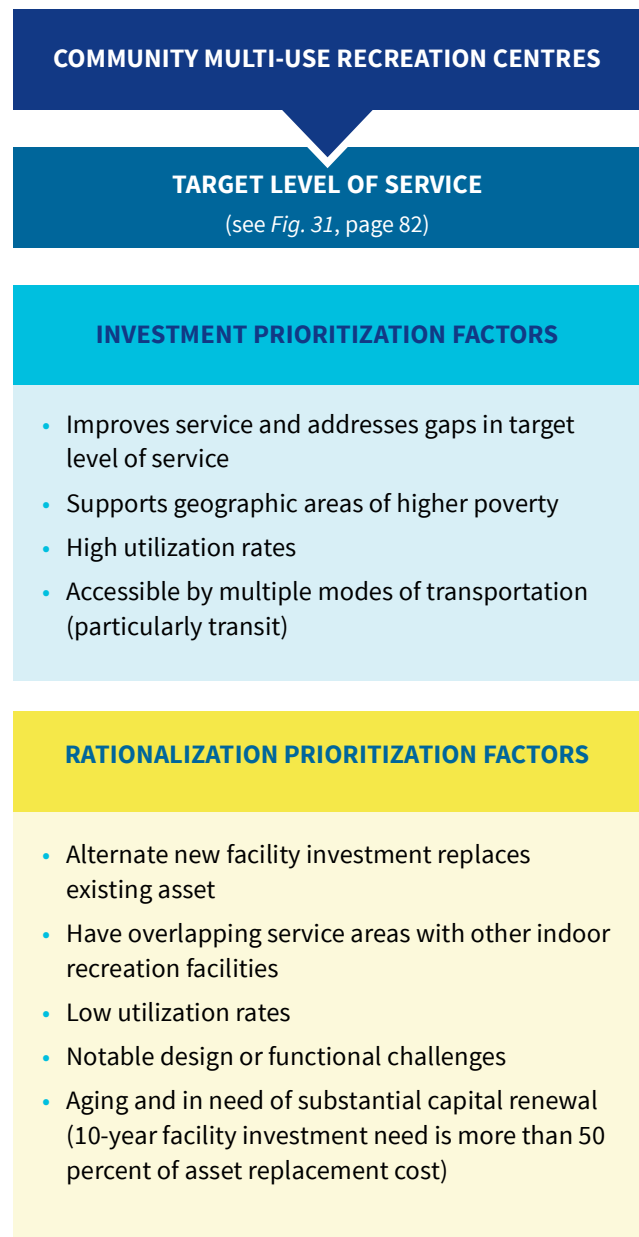 COMMUNITY MULTI-USE RECREATION CENTRES
TARGET LEVEL OF SERVICE
(see Fig. 31, page 82)
INVESTMENT PRIORITIZATION FACTORS
• Improves service and addresses gaps in target
level of service
• Supports geographic areas of higher poverty
• High utilization rates
• Accessible by multiple modes of transportation
(particularly transit)
RATIONALIZATION PRIORITIZATION FACTORS
• Alternate new facility investment replaces
existing asset
• Have overlapping service areas with other indoor
recreation facilities
• Low utilization rates
• Notable design or functional challenges
• Aging and in need of substantial capital renewal
(10-year facility investment need is more than 50
percent of asset replacement cost)